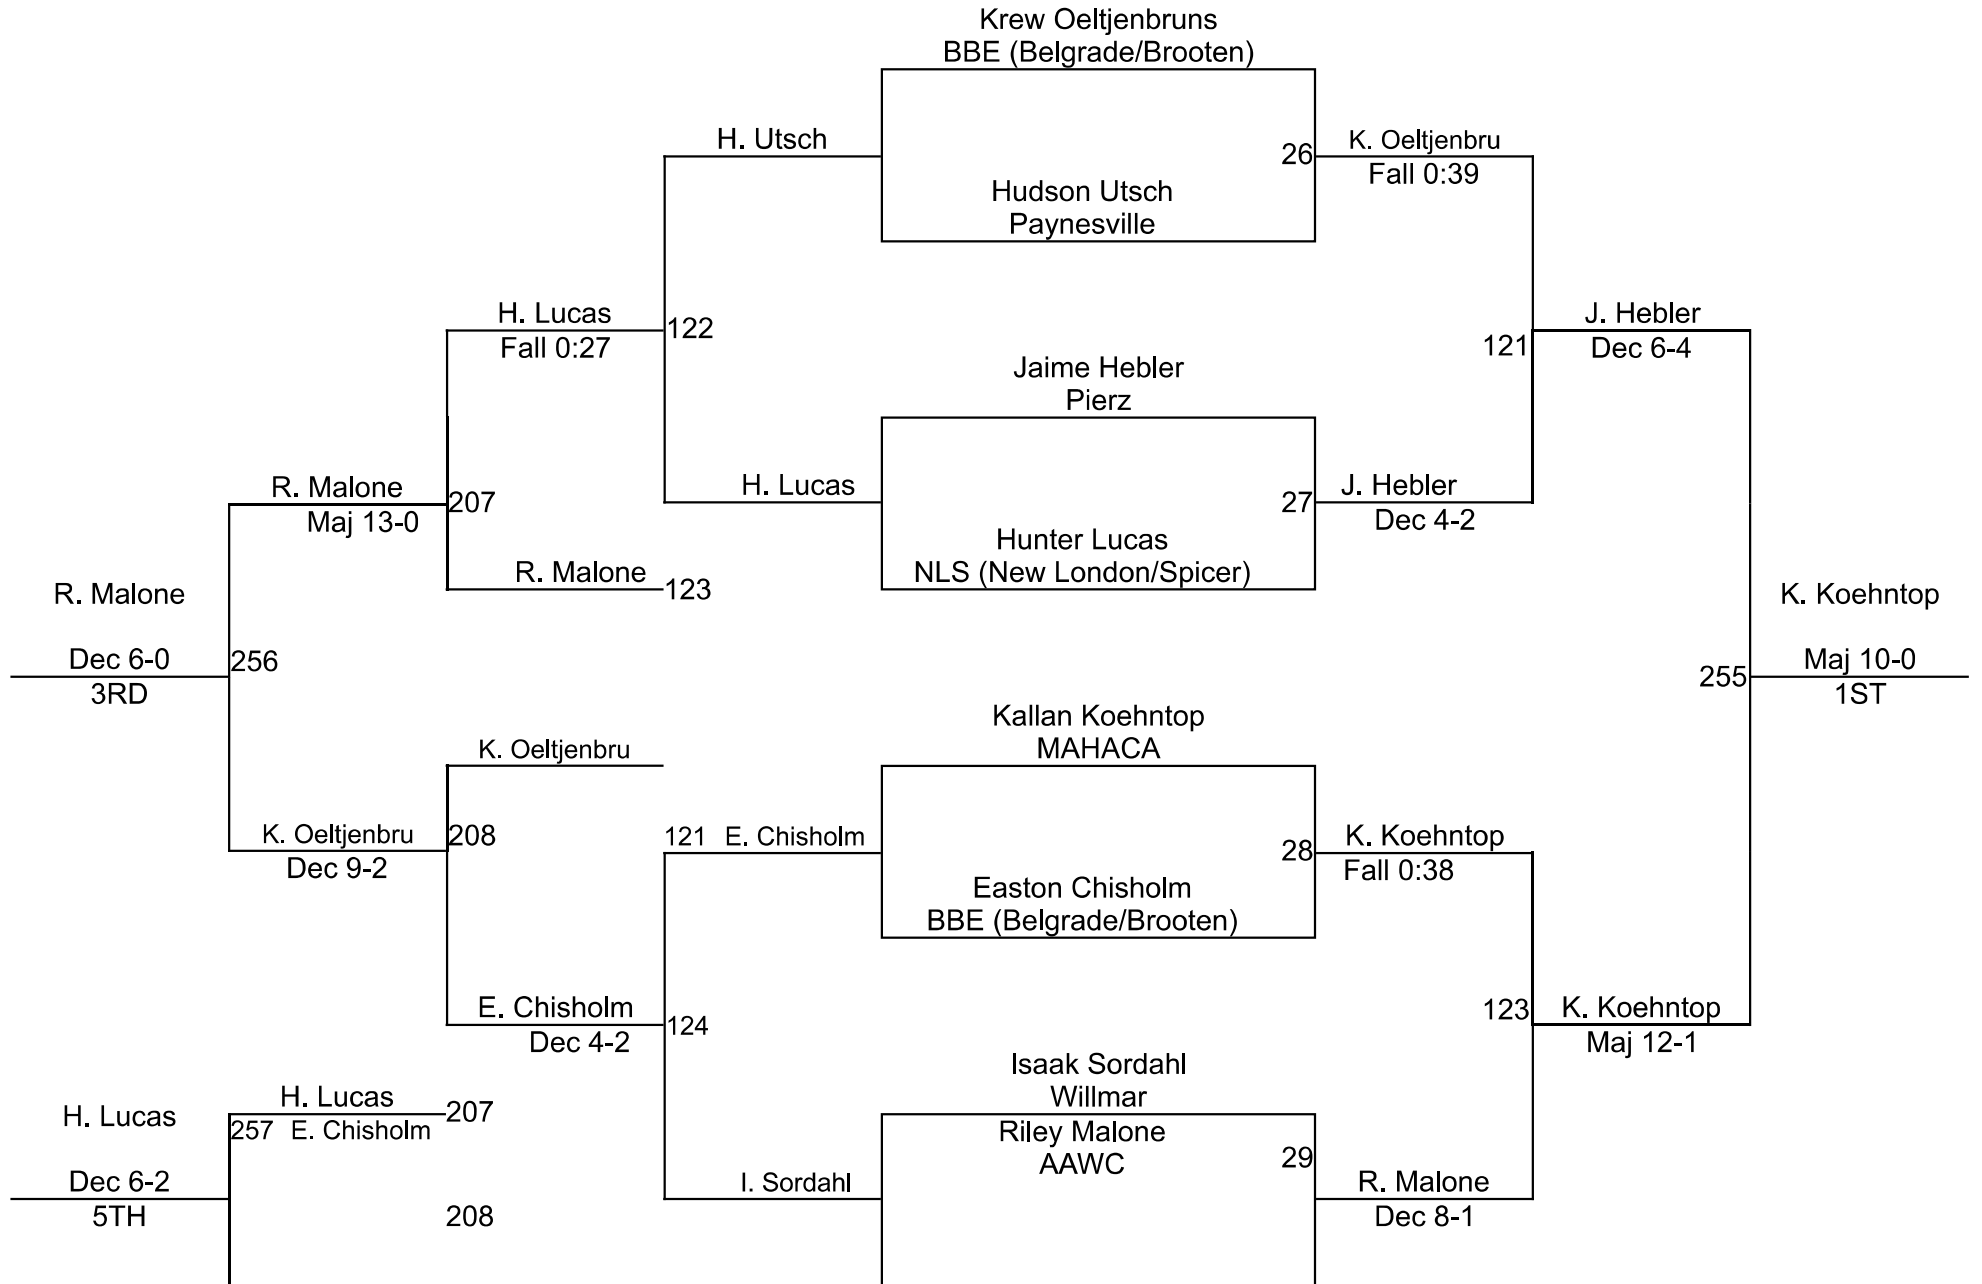 Krew Oeltjenbruns
BBE (Belgrade/Brooten)
H. Utsch
26
K. Oeltjenbru
Fall 0:39
Hudson Utsch
Paynesville
H. Lucas
Fall 0:27
122
121
J. Hebler
Dec 6-4
Jaime Hebler
Pierz
R. Malone
Maj 13-0
207
H. Lucas
27
J. Hebler
Dec 4-2
Hunter Lucas
NLS (New London/Spicer)
R. Malone
123
R. Malone
Dec 6-0
3RD
256
K. Koehntop
255
Maj 10-0
1ST
Kallan Koehntop
MAHACA
K. Oeltjenbru
K. Oeltjenbru
Dec 9-2
208
121
E. Chisholm
28
K. Koehntop
Fall 0:38
Easton Chisholm
BBE (Belgrade/Brooten)
E. Chisholm
Dec 4-2
124
123
K. Koehntop
Maj 12-1
Isaak Sordahl
Willmar
H. Lucas
H. Lucas
207
257
E. Chisholm
Riley Malone
AAWC
29
Dec 6-2
5TH
208
I. Sordahl
R. Malone
Dec 8-1